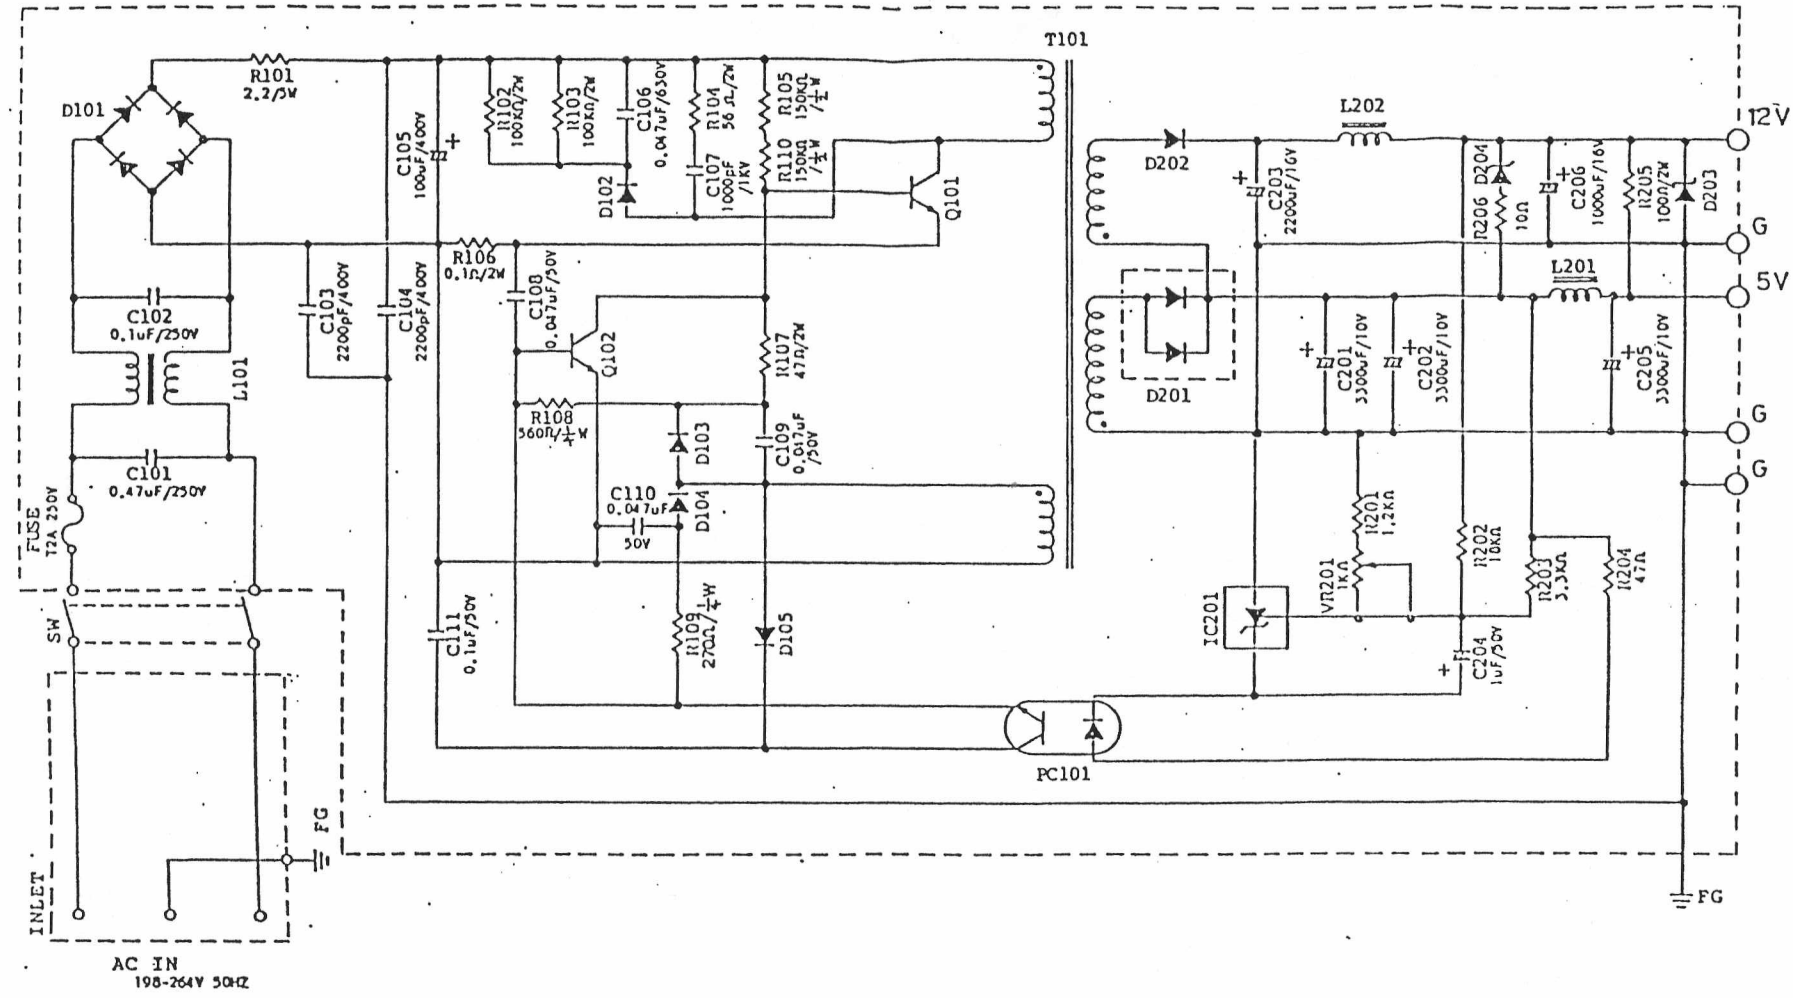 T101
D101
R101
2.2/5W
C105
100uF/400V
+
R102
100KΩ/2W
R103
100KΩ/2W
C106
0.047uF/630V
R104
56Ω/2W
R105
150KΩ
/½W
C107
1000pF
/1KV
R110
150KΩ
/½W
D102
Q101
R106
0.1Ω/2W
C102
0.1uF/250V
L101
C101
0.47uF/250V
FUSE
T2A 250V
SW
INLET
FG
AC IN
198-264V 50HZ
C103
2200pF/400V
C104
2200pF/400V
C108
0.047uF/50V
Q102
R107
47Ω/2W
R108
560Ω/¼W
D103
C109
0.047uF
/50V
C110
0.047uF
50V
D104
C111
0.1uF/50V
R109
270Ω/¼W
D105
PC101
D202
L202
+
C203
2200uF/16V
D204
R206
10Ω
+
C206
1000uF/16V
R205
100Ω/2W
D203
12V
G
D201
L201
5V
+
C201
3300uF/10V
+
C202
3300uF/10V
+
C205
3300uF/10V
G
G
R201
1.2KΩ
VR201
1KΩ
R202
10KΩ
R203
3.3KΩ
R204
47Ω
IC201
+
C204
1uF/50V
FG